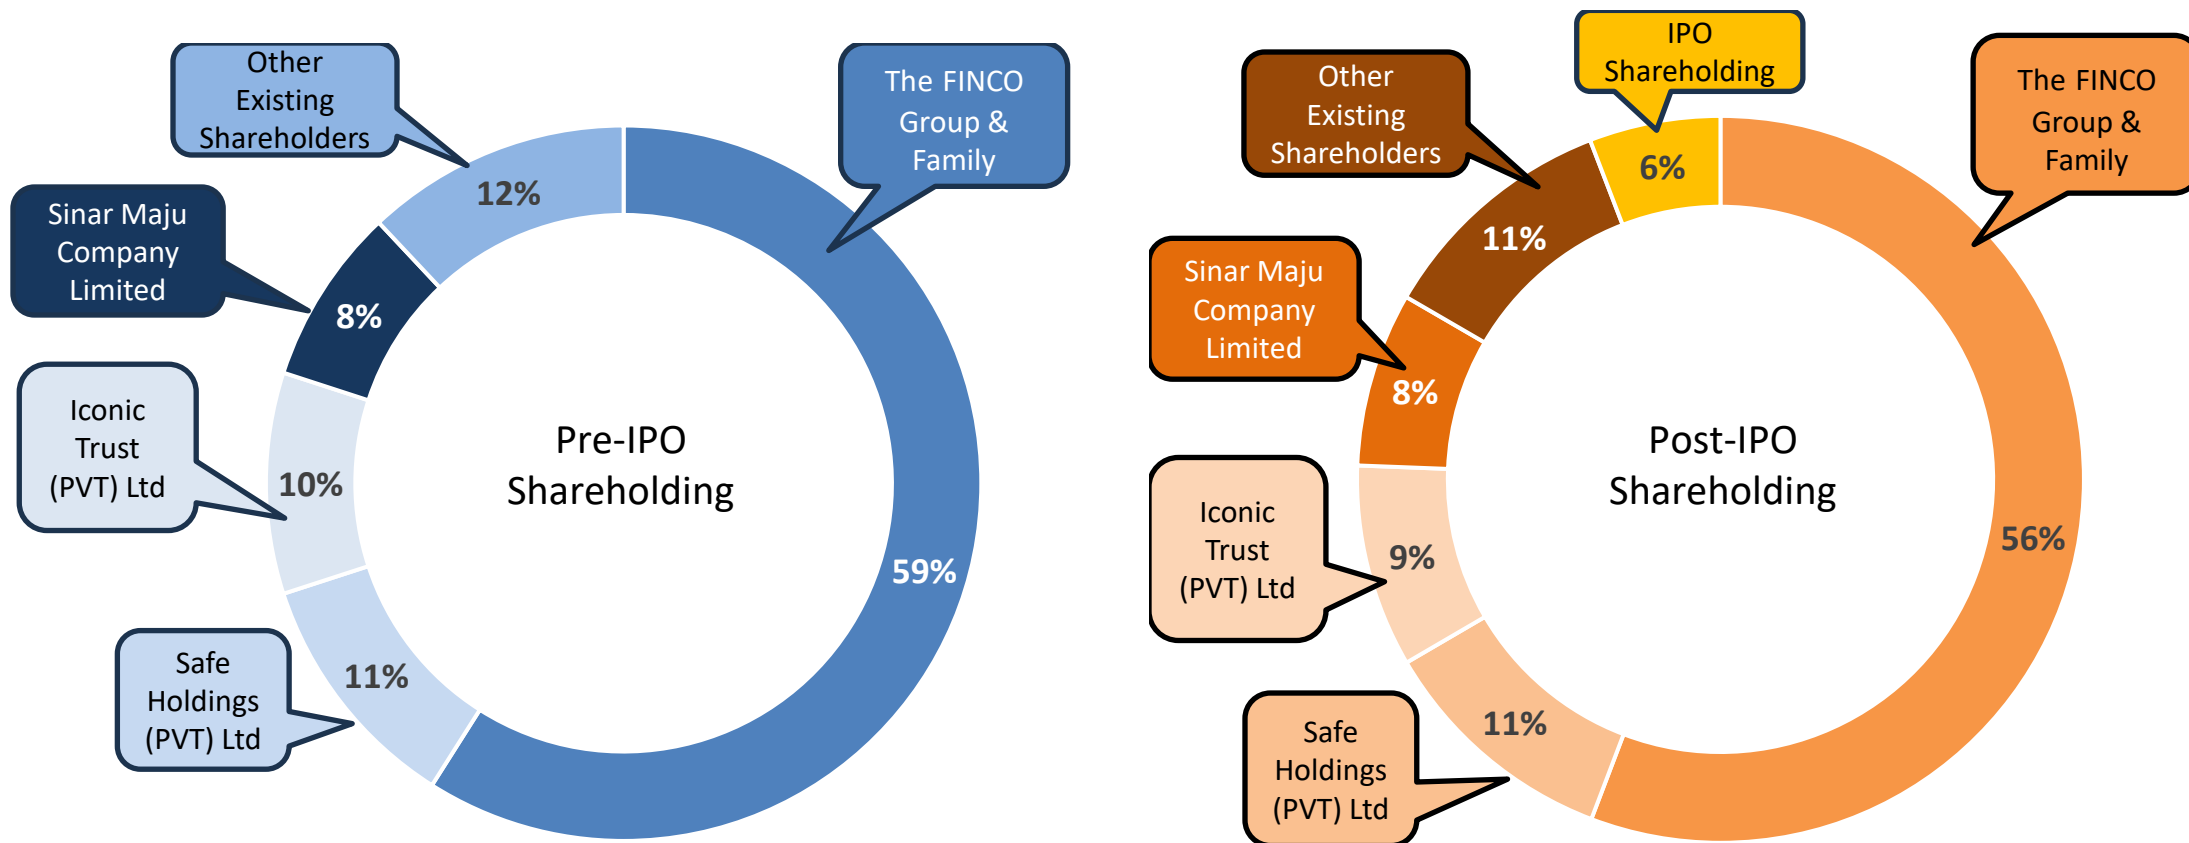 Other
Existing
Shareholders
The FINCO
Group &
Family
12%
Sinar Maju
Company
Limited
8%
Iconic
Trust
(PVT) Ltd
10%
Pre-IPO
Shareholding
59%
Safe
Holdings
(PVT) Ltd
11%
IPO
Shareholding
Other
Existing
Shareholders
The FINCO
Group &
Family
6%
11%
Sinar Maju
Company
Limited
8%
Post-IPO
Shareholding
Iconic
Trust
(PVT) Ltd
9%
56%
Safe
Holdings
(PVT) Ltd
11%